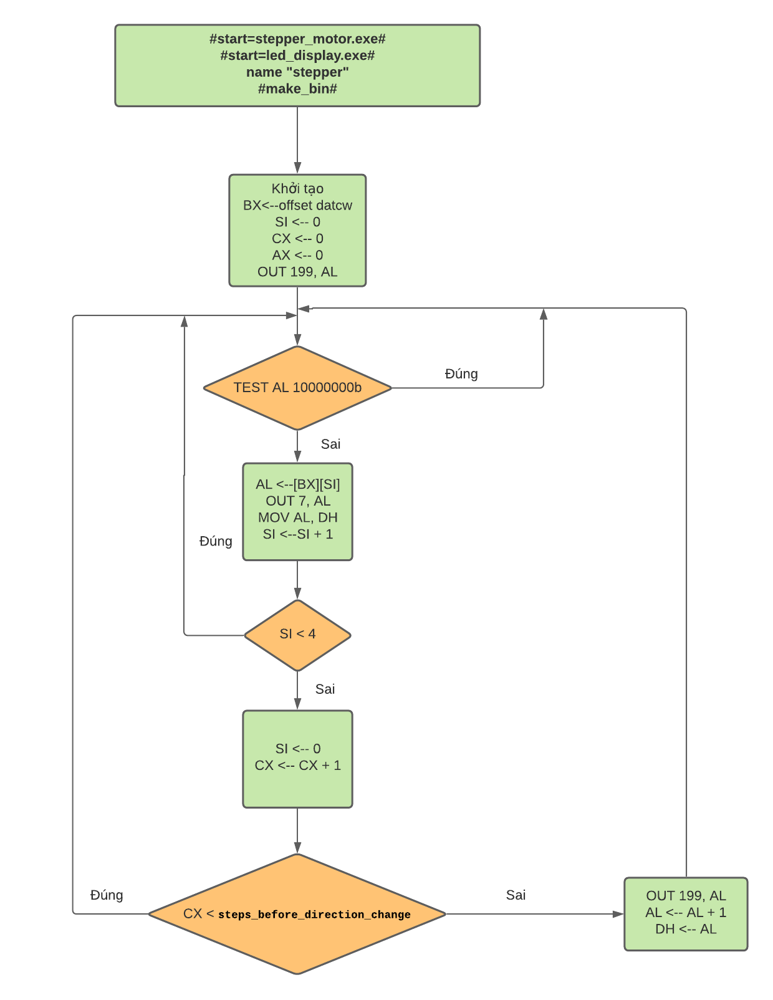 #start=stepper_motor.exe#
#start=led_display.exe#
name "stepper"
#make_bin#
Khởi tạo
BX<--offset datcw
SI <-- 0
CX <-- 0
AX <-- 0
OUT 199, AL
TEST AL 10000000b
Đúng
Sai
AL <--[BX][SI]
OUT 7, AL
MOV AL, DH
SI <--SI + 1
Đúng
SI < 4
Sai
SI <-- 0
CX <-- CX + 1
Đúng
CX < steps_before_direction_change
Sai
OUT 199, AL
AL <-- AL + 1
DH <-- AL